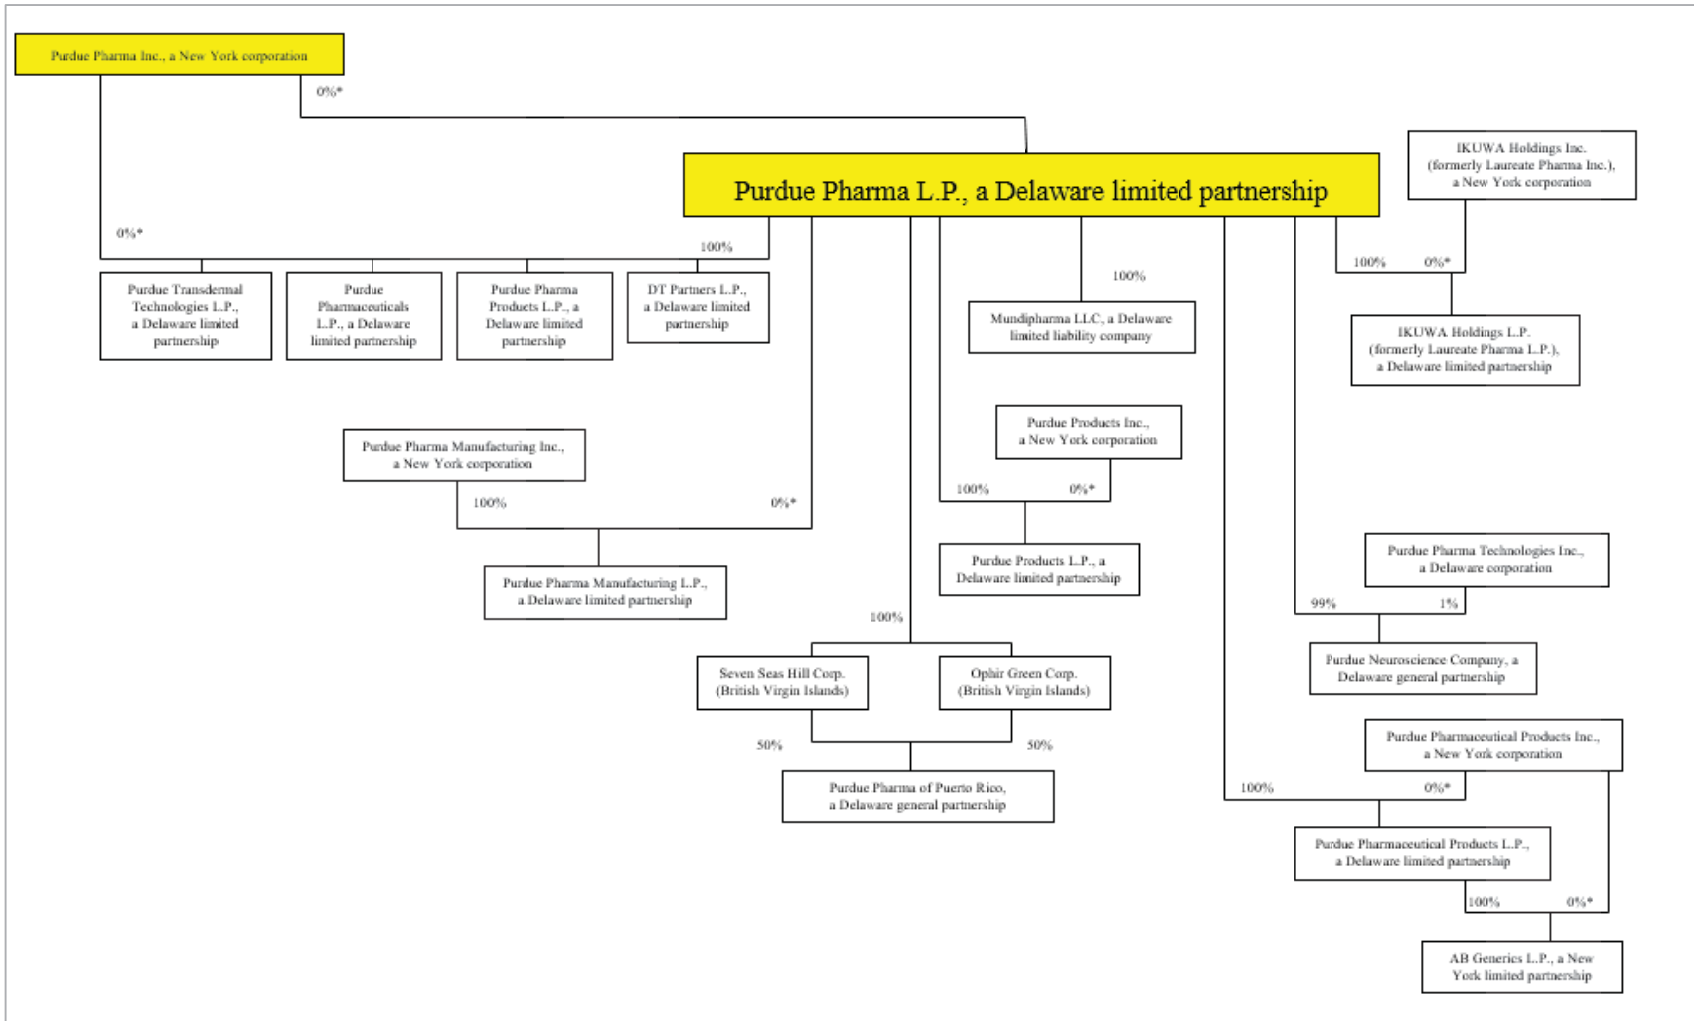 Purdue Pharma Inc., a New York corporation
0%*
Purdue Pharma L.P., a Delaware limited partnership
IKUWA Holdings Inc.
(formerly Laureate Pharma Inc.),
a New York corporation
0%*
100%
100%
0%*
Purdue Transdermal
Technologies L.P.,
a Delaware limited
partnership
Purdue
Pharmaceuticals
L.P., a Delaware
limited partnership
Purdue Pharma
Products L.P., a
Delaware limited
partnership
DT Partners L.P.,
a Delaware limited
partnership
100%
Mundipharma LLC, a Delaware
limited liability company
IKUWA Holdings L.P.
(formerly Laureate Pharma L.P.),
a Delaware limited partnership
Purdue Pharma Manufacturing Inc.,
a New York corporation
Purdue Products Inc.,
a New York corporation
100%
0%*
100%
0%*
Purdue Pharma Manufacturing L.P.,
a Delaware limited partnership
Purdue Products L.P., a
Delaware limited partnership
Purdue Pharma Technologies Inc.,
a Delaware corporation
99%
1%
100%
Seven Seas Hill Corp.
(British Virgin Islands)
Ophir Green Corp.
(British Virgin Islands)
Purdue Neuroscience Company, a
Delaware general partnership
50%
50%
Purdue Pharma of Puerto Rico,
a Delaware general partnership
Purdue Pharmaceutical Products Inc.,
a New York corporation
100%
0%*
Purdue Pharmaceutical Products L.P.,
a Delaware limited partnership
100%
0%*
AB Generics L.P., a New
York limited partnership